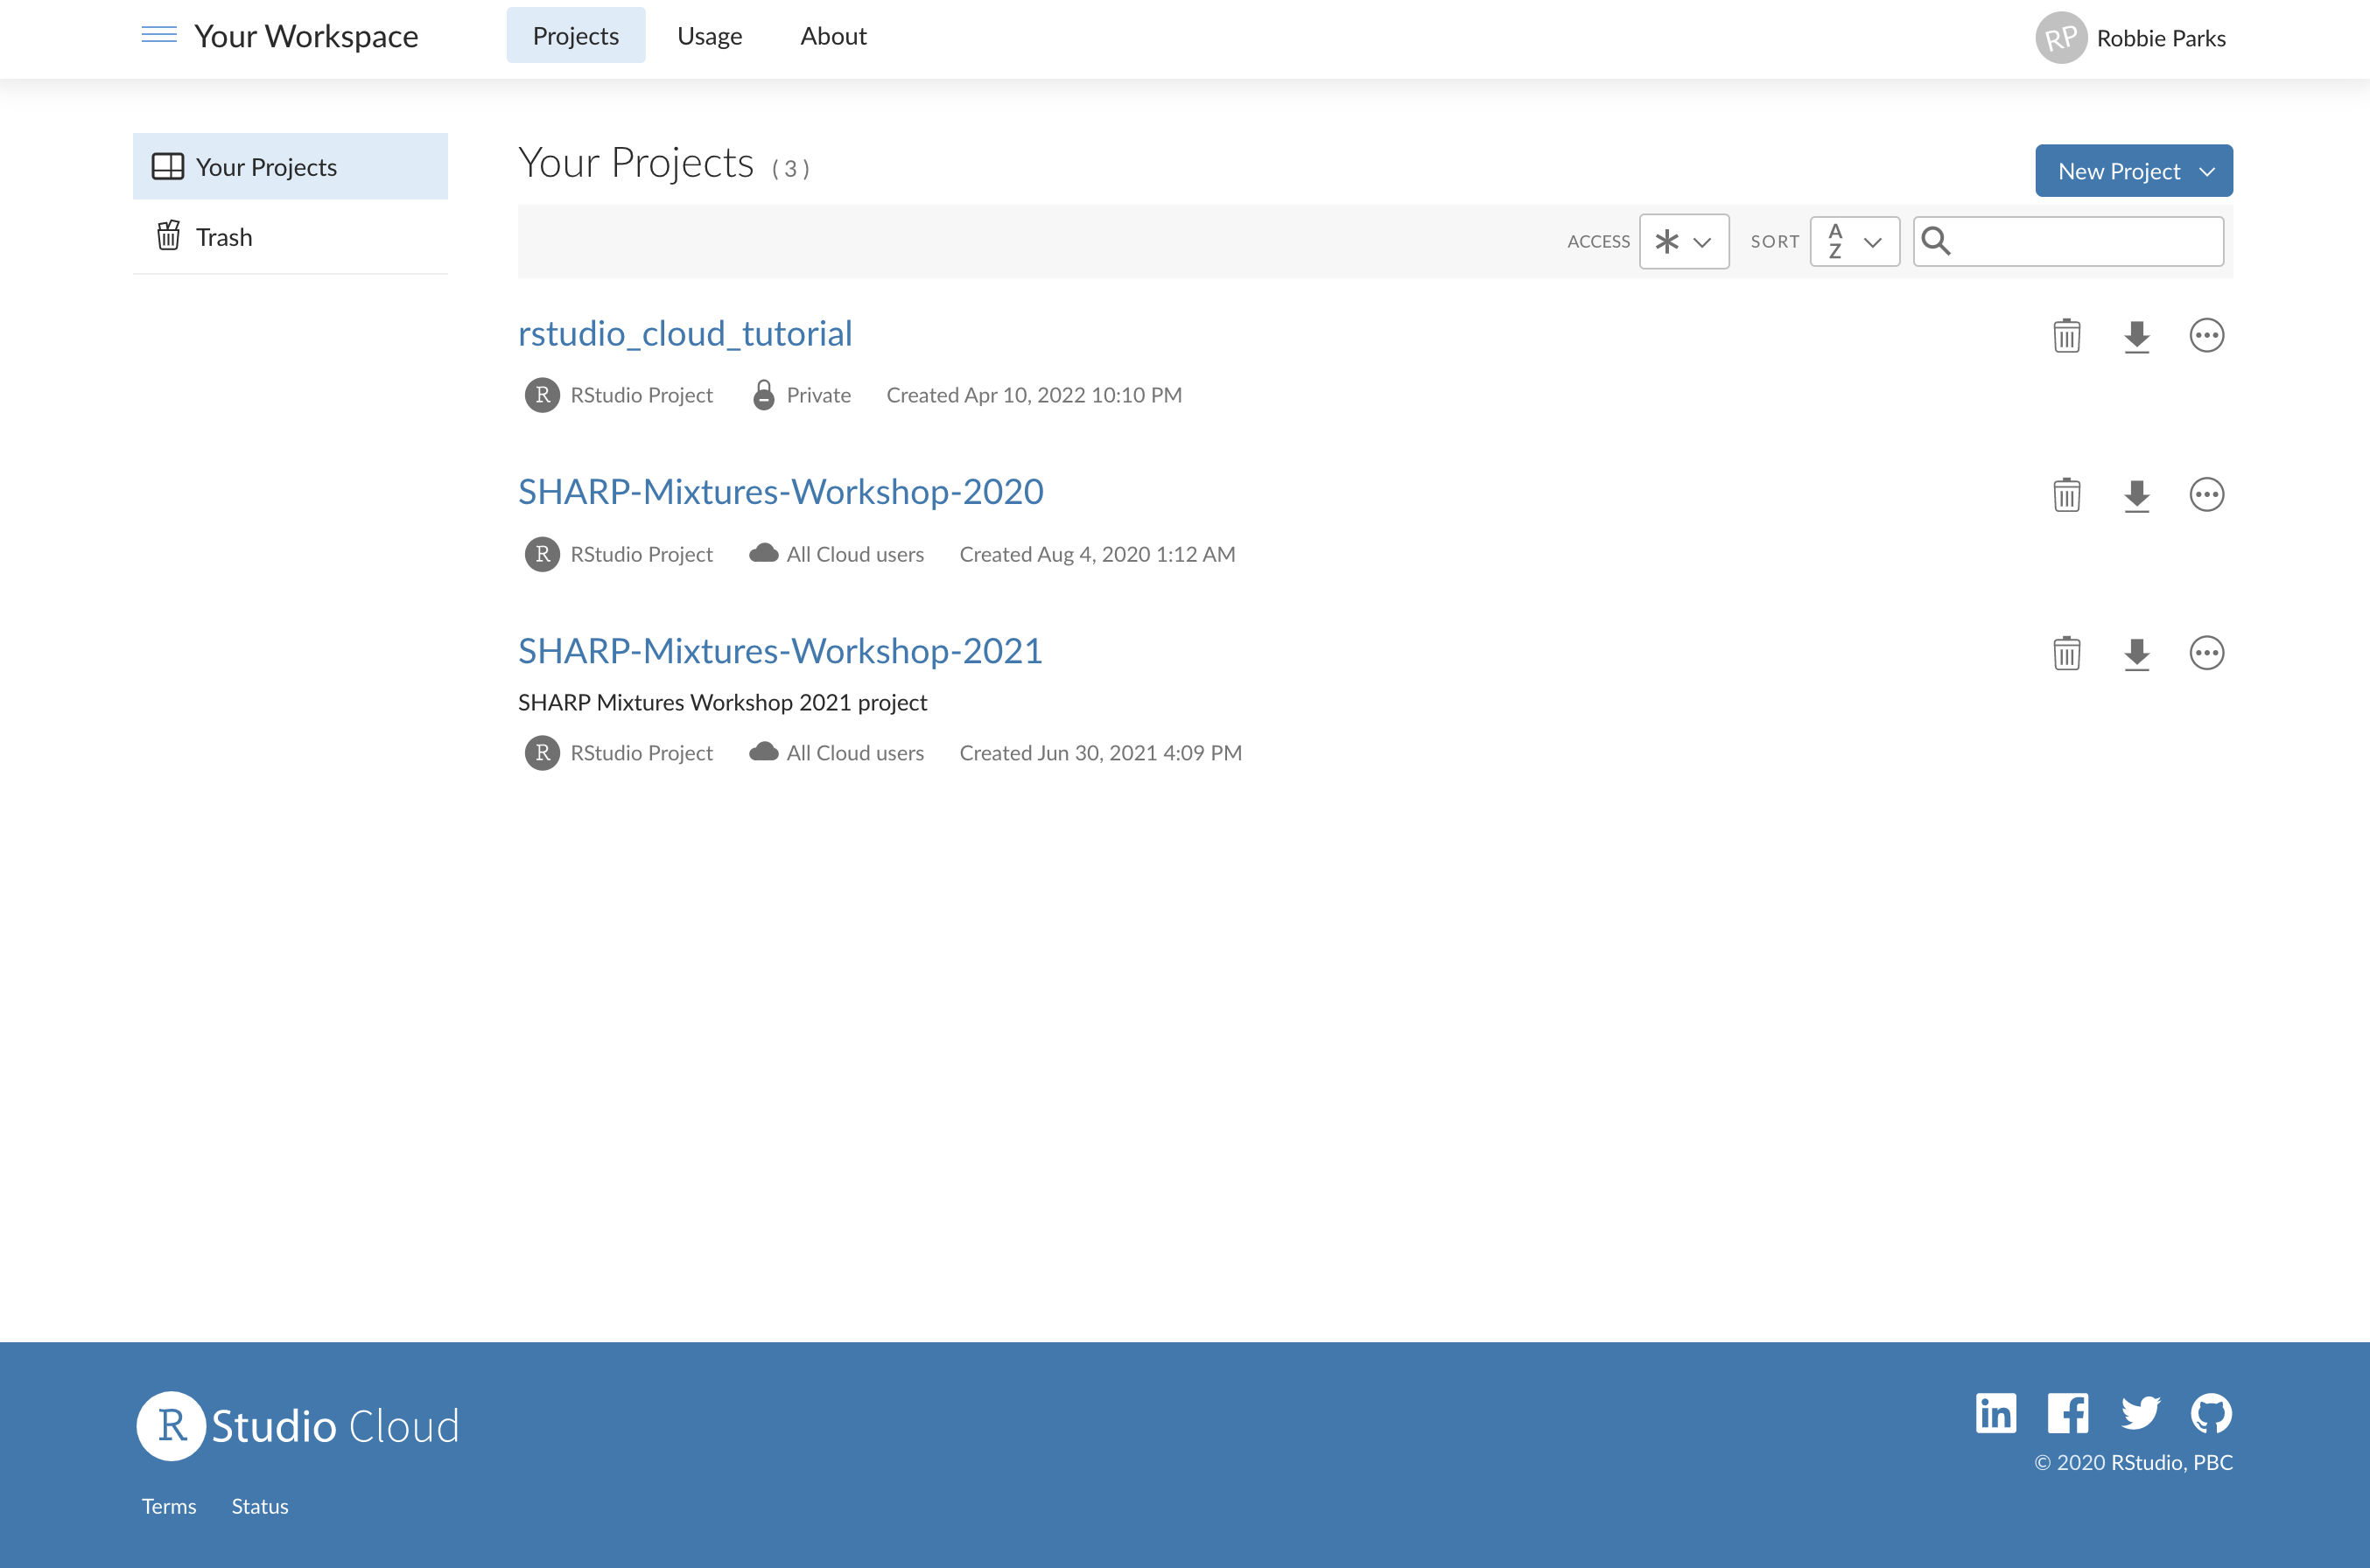 Your Workspace Projects Usage About RP Robbie Parks
Your Projects
Trash
Your Projects ( 3 )
New Project
ACCESS SORT A Z
rstudio_cloud_tutorial
R RStudio Project Private Created Apr 10, 2022 10:10 PM
SHARP-Mixtures-Workshop-2020
R RStudio Project All Cloud users Created Aug 4, 2020 1:12 AM
SHARP-Mixtures-Workshop-2021
SHARP Mixtures Workshop 2021 project
R RStudio Project All Cloud users Created Jun 30, 2021 4:09 PM
R Studio Cloud
in f
© 2020 RStudio, PBC
Terms Status